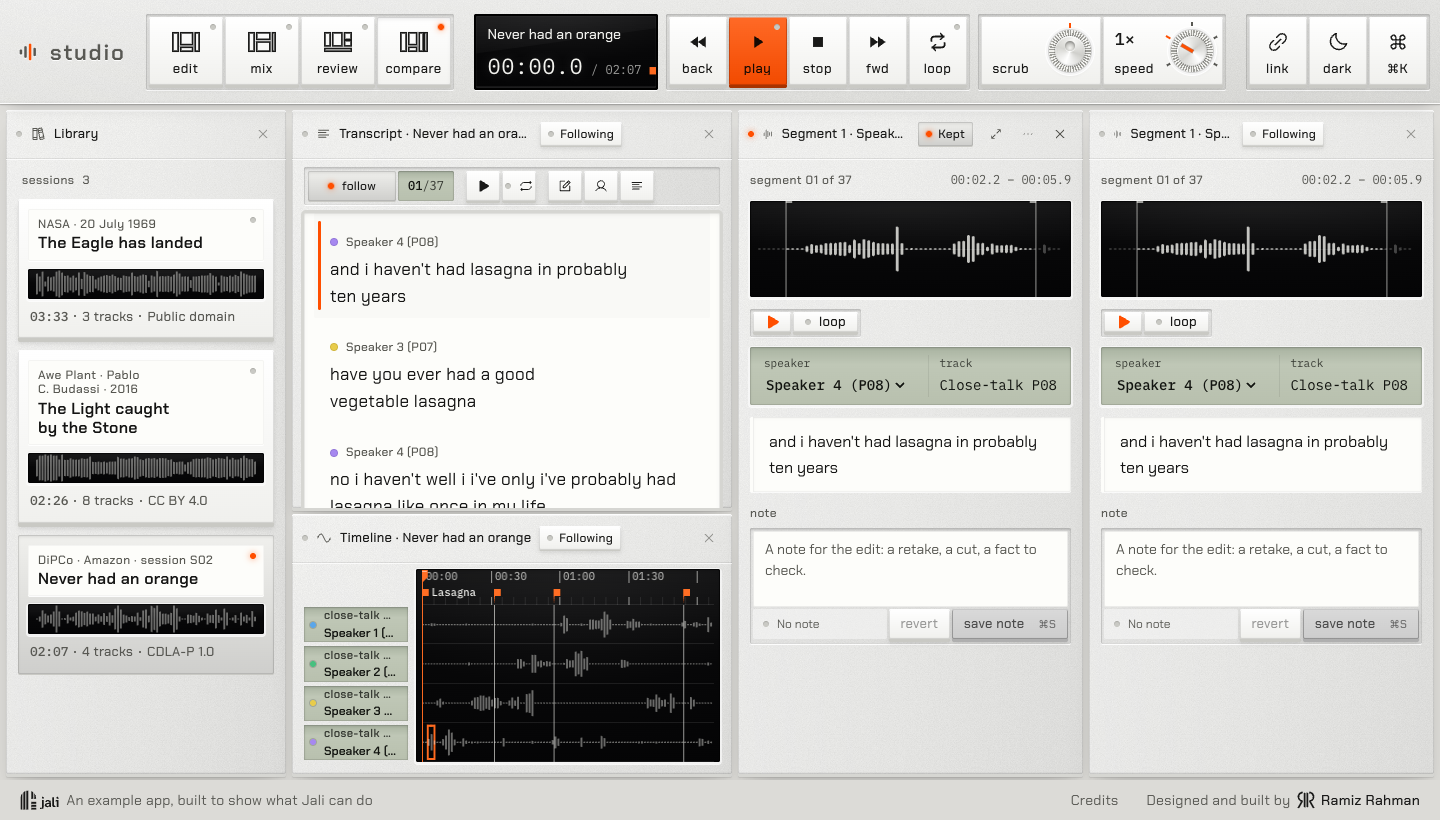 studio
edit
mix
review
compare
Never had an orange
00:00.0 / 02:07
back
play
stop
fwd
loop
scrub
1×
speed
link
dark
⌘K
Library
sessions 3
NASA · 20 July 1969
The Eagle has landed
03:33 · 3 tracks · Public domain
Awe Plant · Pablo
C. Budassi · 2016
The Light caught
by the Stone
02:26 · 8 tracks · CC BY 4.0
DiPCo · Amazon · session S02
Never had an orange
02:07 · 4 tracks · CDLA-P 1.0
Transcript · Never had an ora...
Following
follow
01/37
Speaker 4 (P08)
and i haven't had lasagna in probably
ten years
Speaker 3 (P07)
have you ever had a good
vegetable lasagna
Speaker 4 (P08)
no i haven't well i i've only i've probably had
lasagna like once in my life
Timeline · Never had an orange
Following
00:00
00:30
01:00
01:30
Lasagna
close-talk ...
Speaker 1 (...
close-talk ...
Speaker 2 (...
close-talk ...
Speaker 3 ...
close-talk ...
Speaker 4 (...
Segment 1 · Speak...
Kept
segment 01 of 37
00:02.2 – 00:05.9
loop
speaker
track
Speaker 4 (P08)
Close-talk P08
and i haven't had lasagna in probably
ten years
note
A note for the edit: a retake, a cut, a fact to
check.
No note
revert
save note ⌘S
Segment 1 · Sp...
Following
segment 01 of 37
00:02.2 – 00:05.9
loop
speaker
track
Speaker 4 (P08)
Close-talk P08
and i haven't had lasagna in probably
ten years
note
A note for the edit: a retake, a cut, a fact to
check.
No note
revert
save note ⌘S
jali
An example app, built to show what Jali can do
Credits
Designed and built by
Ramiz Rahman